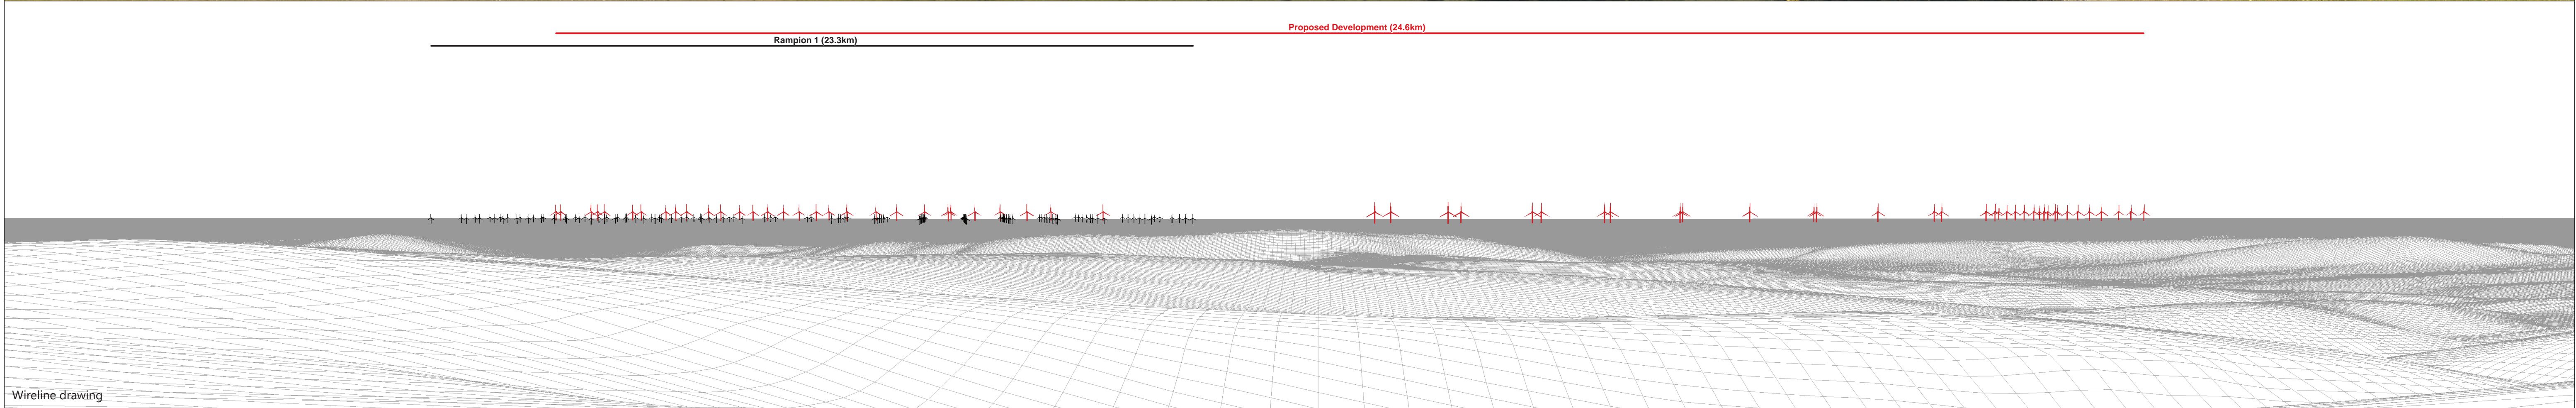 Proposed Development (24.6km)
Rampion 1 (23.3km)
Wireline drawing